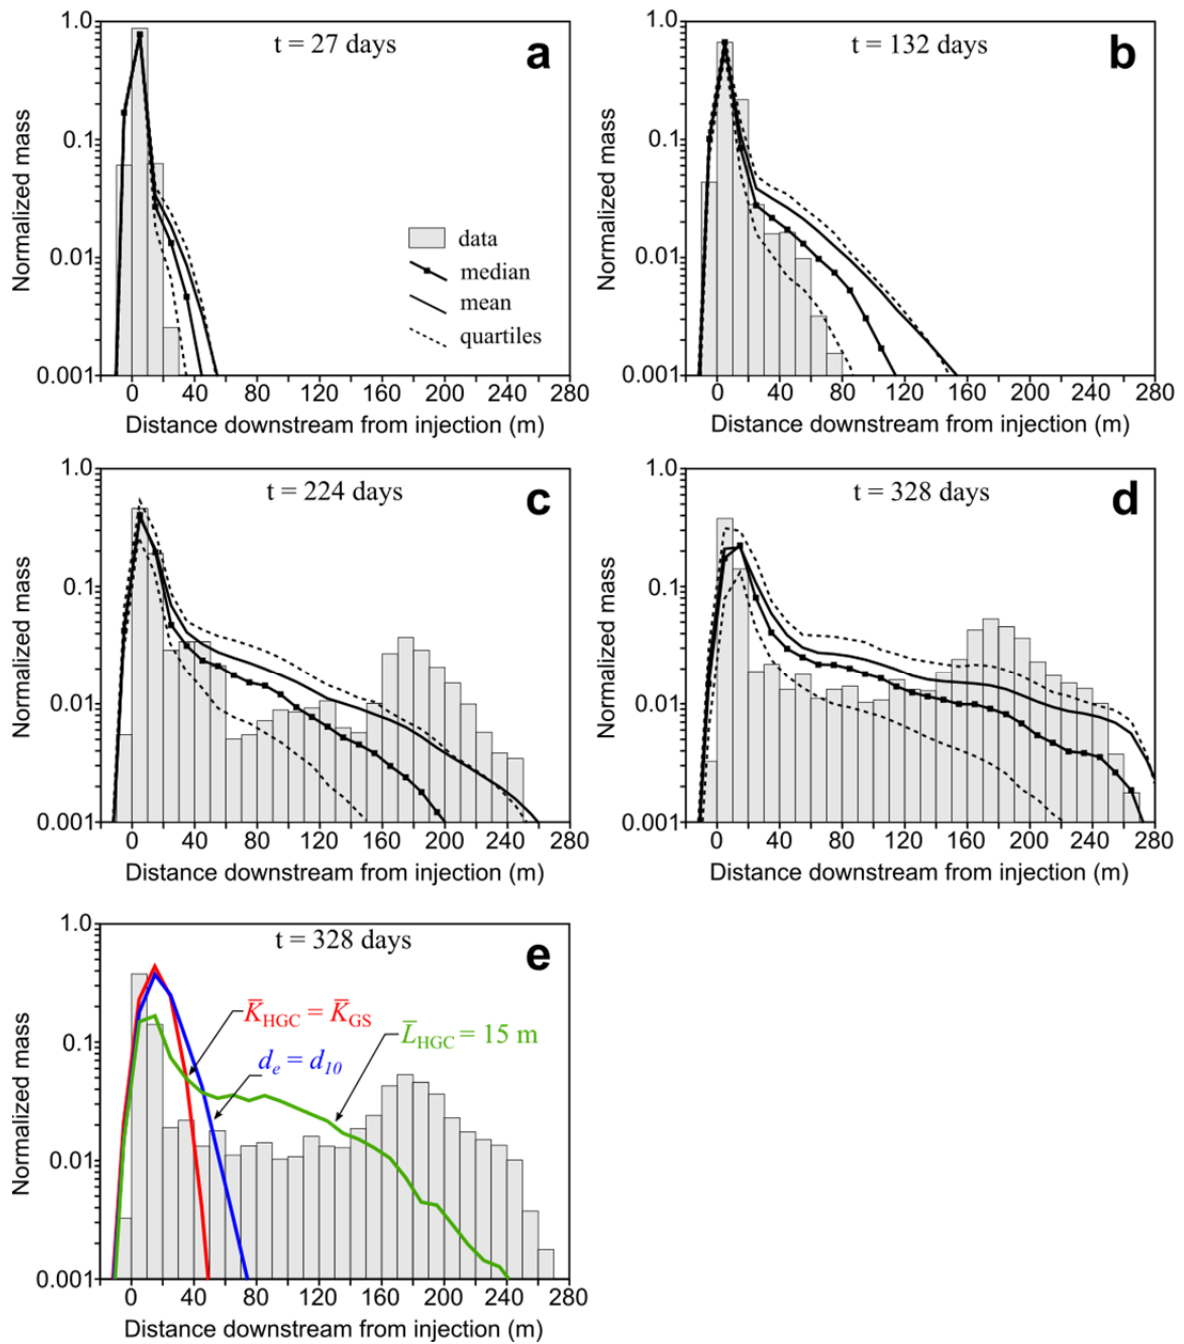 t = 27 days
a
1.0
0.1
0.01
0.001
Normalized mass
data
median
mean
quartiles
0 40 80 120 160 200 240 280
Distance downstream from injection (m)
t = 132 days
b
1.0
0.1
0.01
0.001
Normalized mass
0 40 80 120 160 200 240 280
Distance downstream from injection (m)
t = 224 days
c
1.0
0.1
0.01
0.001
Normalized mass
0 40 80 120 160 200 240 280
Distance downstream from injection (m)
t = 328 days
d
1.0
0.1
0.01
0.001
Normalized mass
0 40 80 120 160 200 240 280
Distance downstream from injection (m)
t = 328 days
e
1.0
0.1
0.01
0.001
Normalized mass
K̅HGC = K̅GS
L̅HGC = 15 m
de = d10
0 40 80 120 160 200 240 280
Distance downstream from injection (m)